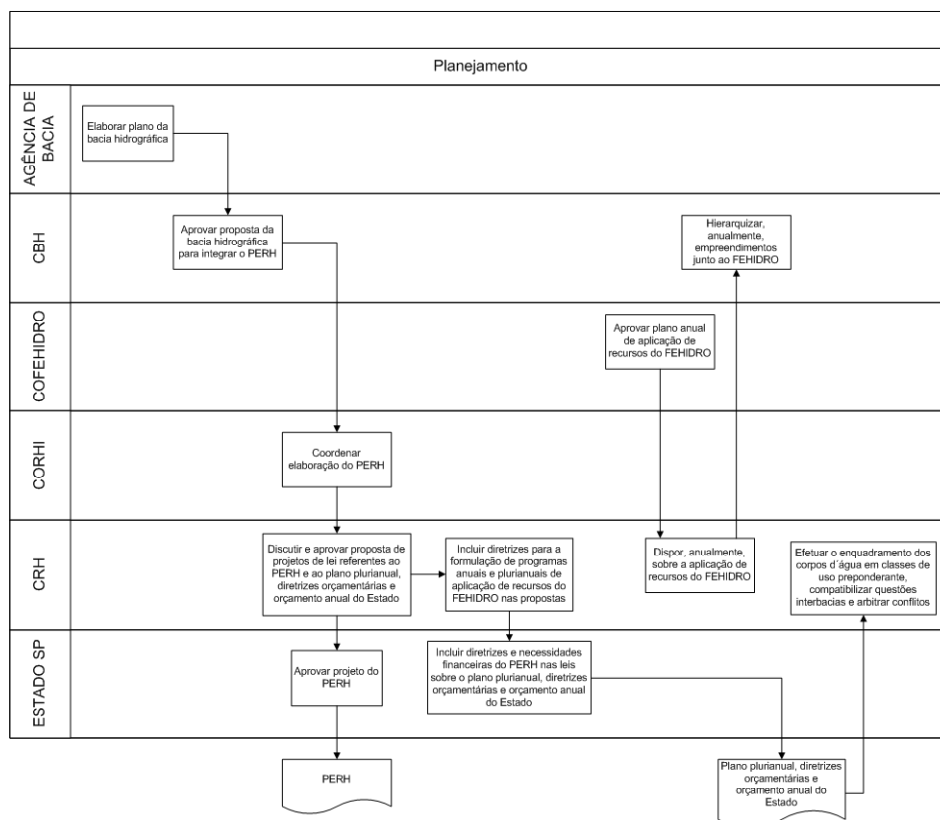 Planejamento
AGÊNCIA DE
BACIA
Elaborar plano da
bacia hidrográfica
CBH
Aprovar proposta da
bacia hidrográfica
para integrar o PERH
Hierarquizar,
anualmente,
empreendimentos
junto ao FEHIDRO
COFEHIDRO
Aprovar plano anual
de aplicação de
recursos do FEHIDRO
CORHI
Coordenar
elaboração do PERH
CRH
Discutir e aprovar proposta de
projetos de lei referentes ao
PERH e ao plano plurianual,
diretrizes orçamentárias e
orçamento anual do Estado
Incluir diretrizes para a
formulação de programas
anuais e plurianuais de
aplicação de recursos do
FEHIDRO nas propostas
Dispor, anualmente,
sobre a aplicação de
recursos do FEHIDRO
Efetuar o enquadramento dos
corpos d´água em classes de
uso preponderante,
compatibilizar questões
interbacias e arbitrar conflitos
ESTADO SP
Aprovar projeto do
PERH
Incluir diretrizes e necessidades
financeiras do PERH nas leis
sobre o plano plurianual, diretrizes
orçamentárias e orçamento anual
do Estado
PERH
Plano plurianual, diretrizes
orçamentárias e
orçamento anual do
Estado